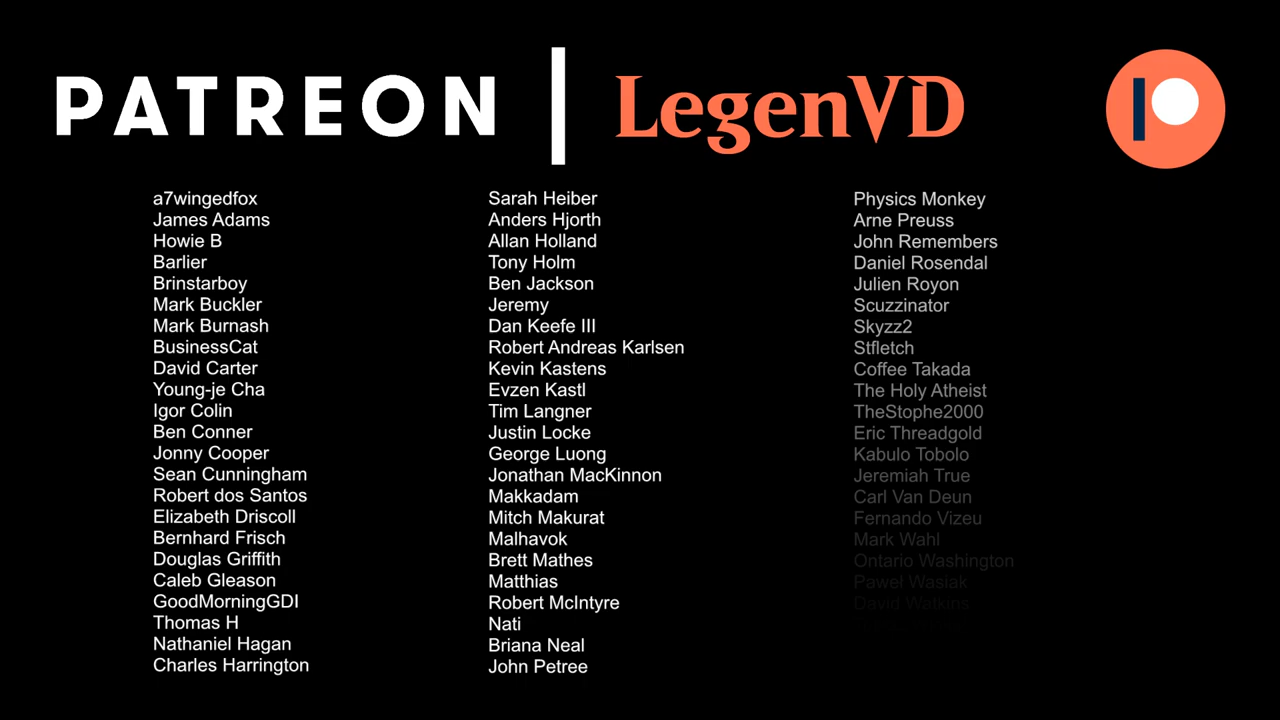 PATREON | LegenVD
a7wingedfox
James Adams
Howie B
Barlier
Brinstarboy
Mark Buckler
Mark Burnash
BusinessCat
David Carter
Young-je Cha
Igor Colin
Ben Conner
Jonny Cooper
Sean Cunningham
Robert dos Santos
Elizabeth Driscoll
Bernhard Frisch
Douglas Griffith
Caleb Gleason
GoodMorningGDI
Thomas H
Nathaniel Hagan
Charles Harrington
Sarah Heiber
Anders Hjorth
Allan Holland
Tony Holm
Ben Jackson
Jeremy
Dan Keefe III
Robert Andreas Karlsen
Kevin Kastens
Evzen Kastl
Tim Langner
Justin Locke
George Luong
Jonathan MacKinnon
Makkadam
Mitch Makurat
Malhavok
Brett Mathes
Matthias
Robert McIntyre
Nati
Briana Neal
John Petree
Physics Monkey
Arne Preuss
John Remembers
Daniel Rosendal
Julien Royon
Scuzzinator
Skyzz2
Stfletch
Coffee Takada
The Holy Atheist
TheStophe2000
Eric Threadgold
Kabulo Tobolo
Jeremiah True
Carl Van Deun
Fernando Vizeu
Mark Wahl
Ontario Washington
Pawel Wasiak
David Watkins